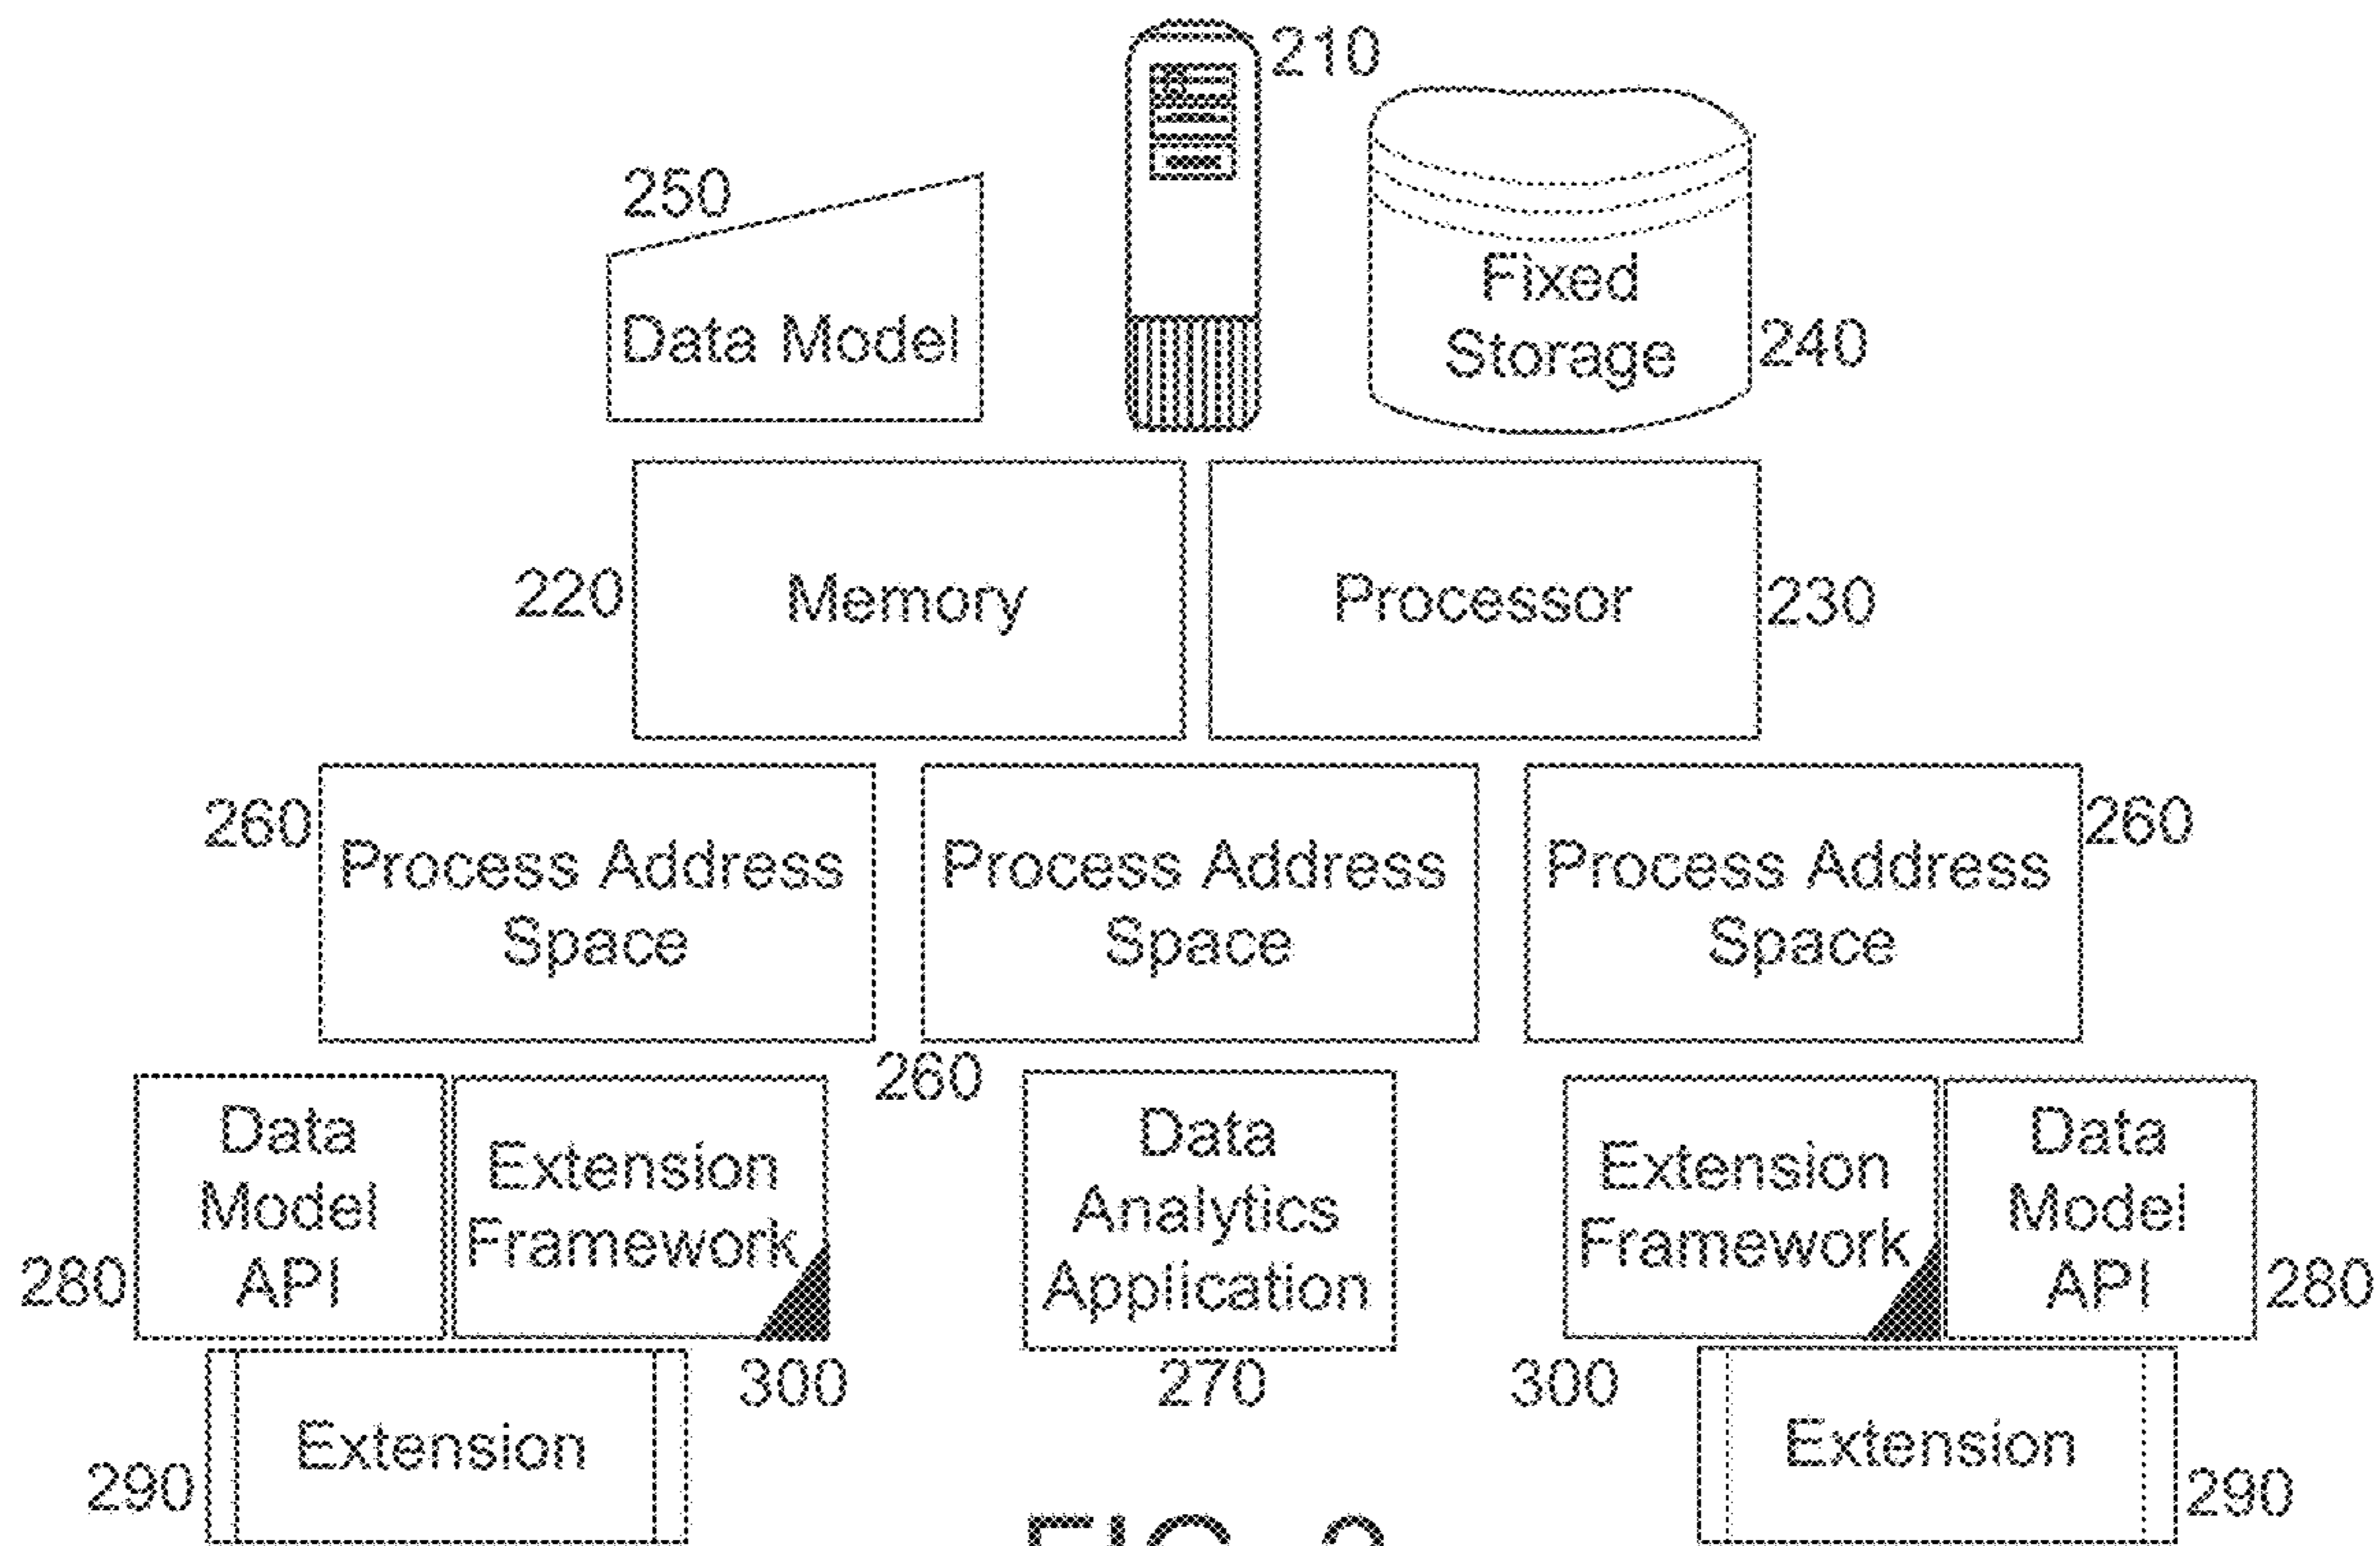 210
250
Data Model
Fixed
Storage
240
220
Memory
Processor
230
260
Process Address
Space
Process Address
Space
Process Address
Space
260
260
Data
Model
API
Extension
Framework
Data
Analytics
Application
Extension
Framework
Data
Model
API
280
280
300
270
300
Extension
Extension
290
290